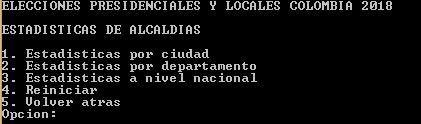 ELECCIONES PRESIDENCIALES Y LOCALES COLOMBIA 2018
ESTADISTICAS DE ALCALDIAS
1. Estadisticas por ciudad
2. Estadisticas por departamento
3. Estadisticas a nivel nacional
4. Reiniciar
5. Volver atras
Opcion: